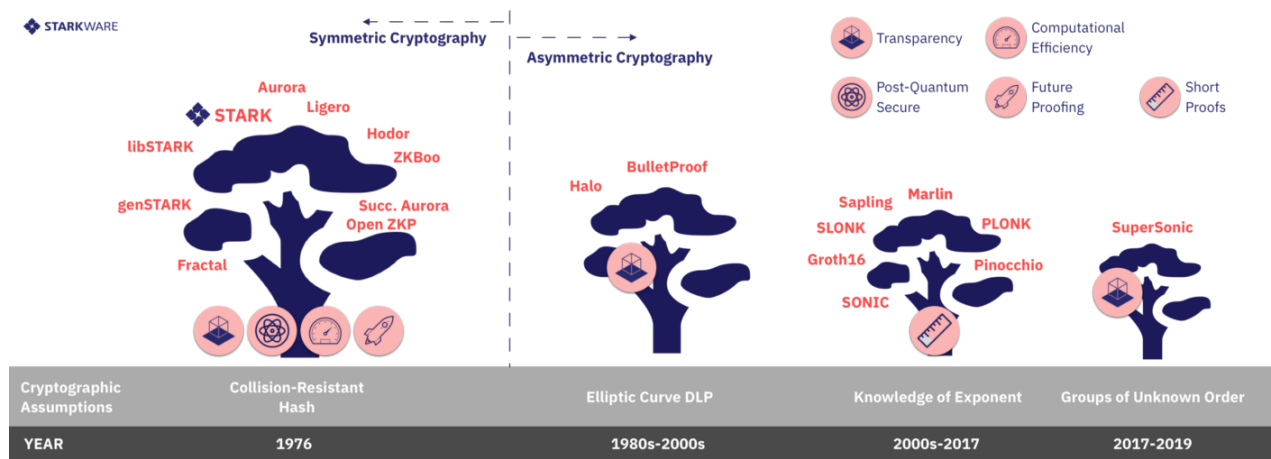 STARKWARE
Symmetric Cryptography
Asymmetric Cryptography
Transparency
Computational
Efficiency
Post-Quantum
Secure
Future
Proofing
Short
Proofs
Aurora
Ligero
STARK
Hodor
libSTARK
ZKBoo
genSTARK
Succ. Aurora
Open ZKP
Fractal
BulletProof
Halo
Marlin
Sapling
SLONK
PLONK
Groth16
Pinocchio
SONIC
SuperSonic
Cryptographic
Assumptions
Collision-Resistant
Hash
Elliptic Curve DLP
Knowledge of Exponent
Groups of Unknown Order
YEAR
1976
1980s-2000s
2000s-2017
2017-2019